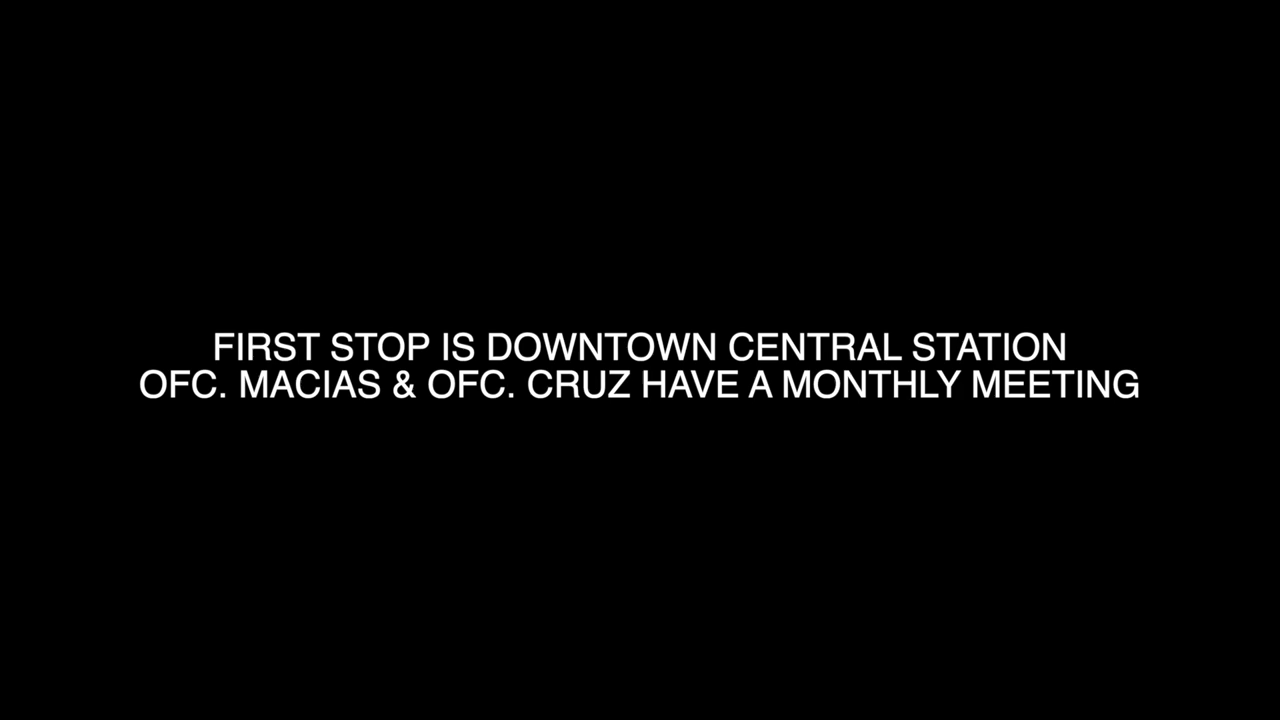 FIRST STOP IS DOWNTOWN CENTRAL STATION
OFC. MACIAS & OFC. CRUZ HAVE A MONTHLY MEETING